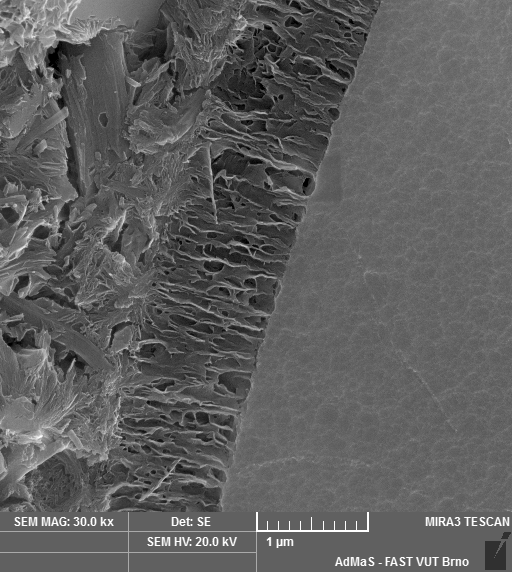 SEM MAG: 30.0 kx
Det: SE
MIRA3 TESCAN
SEM HV: 20.0 kV
1 µm
AdMaS - FAST VUT Brno